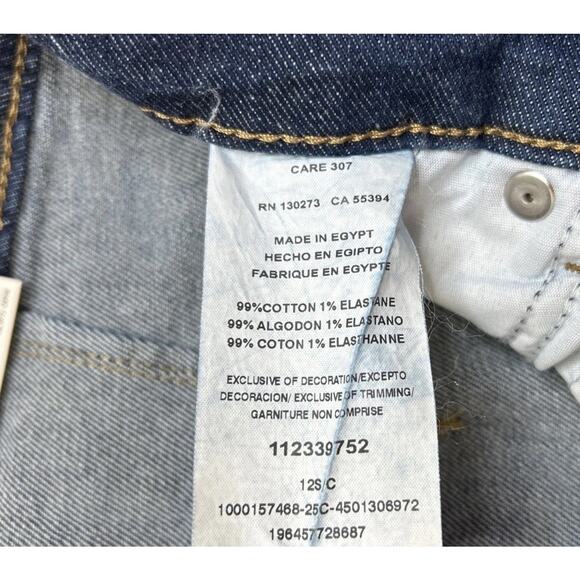 CARE 307
RN 130273 CA 55394
MADE IN EGYPT
HECHO EN EGIPTO
FABRIQUE EN EGYPTE
99%COTTON 1% ELASTANE
99% ALGODON 1% ELASTANO
99% COTON 1% ELASTHANNE
EXCLUSIVE OF DECORATION/EXCEPTO
DECORACION/ EXCLUSIVE OF TRIMMING/
GARNITURE NON COMPRISE
112339752
12S/C
1000157468-25C-4501306972
196457728687